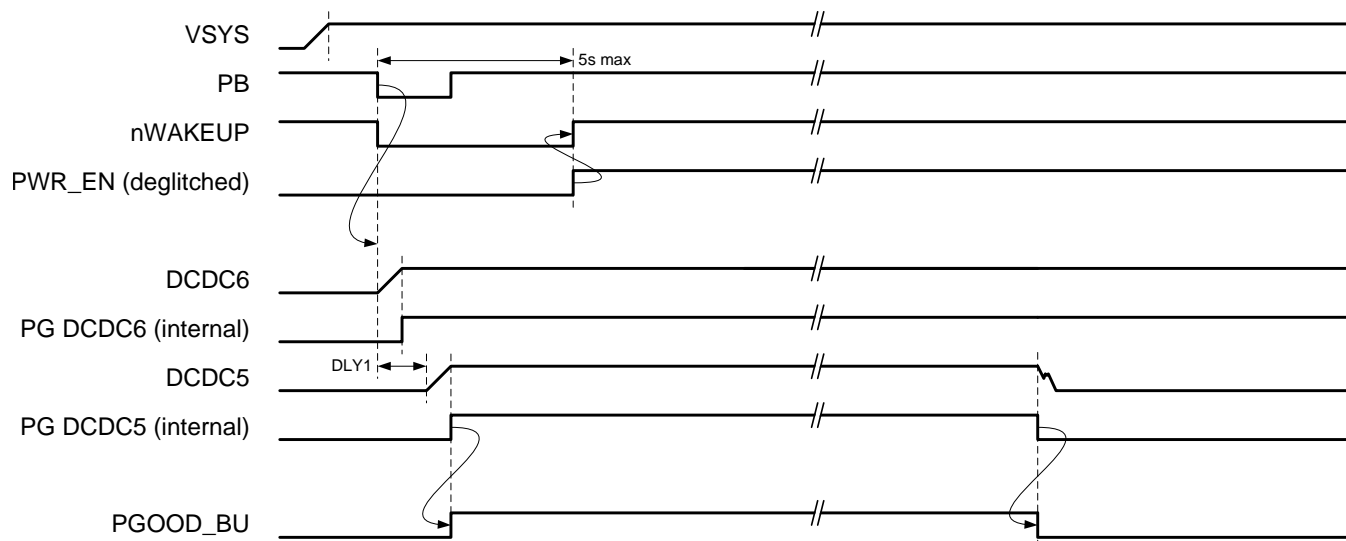 VSYS
5s max
PB
nWAKEUP
PWR_EN (deglitched)
DCDC6
PG DCDC6 (internal)
DLY1
DCDC5
PG DCDC5 (internal)
PGOOD_BU